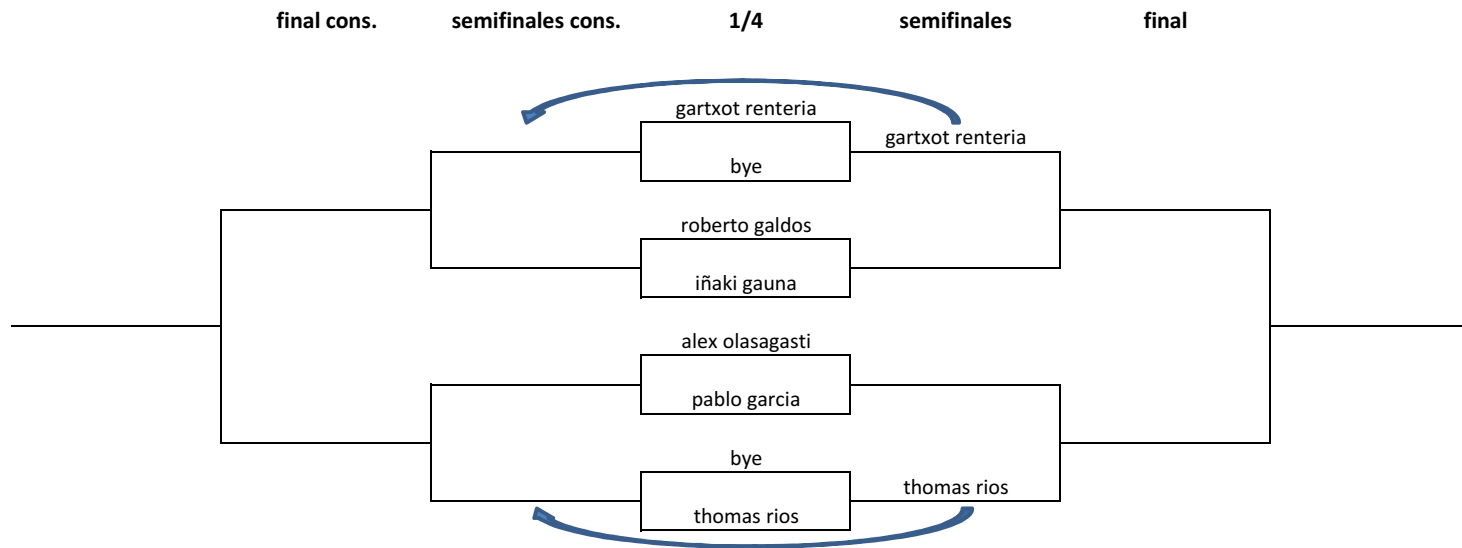 final cons. semifinales cons. 1/4 semifinales final
gartxot renteria
gartxot renteria
bye
roberto galdos
iñaki gauna
alex olasagasti
pablo garcia
bye
thomas rios
thomas rios